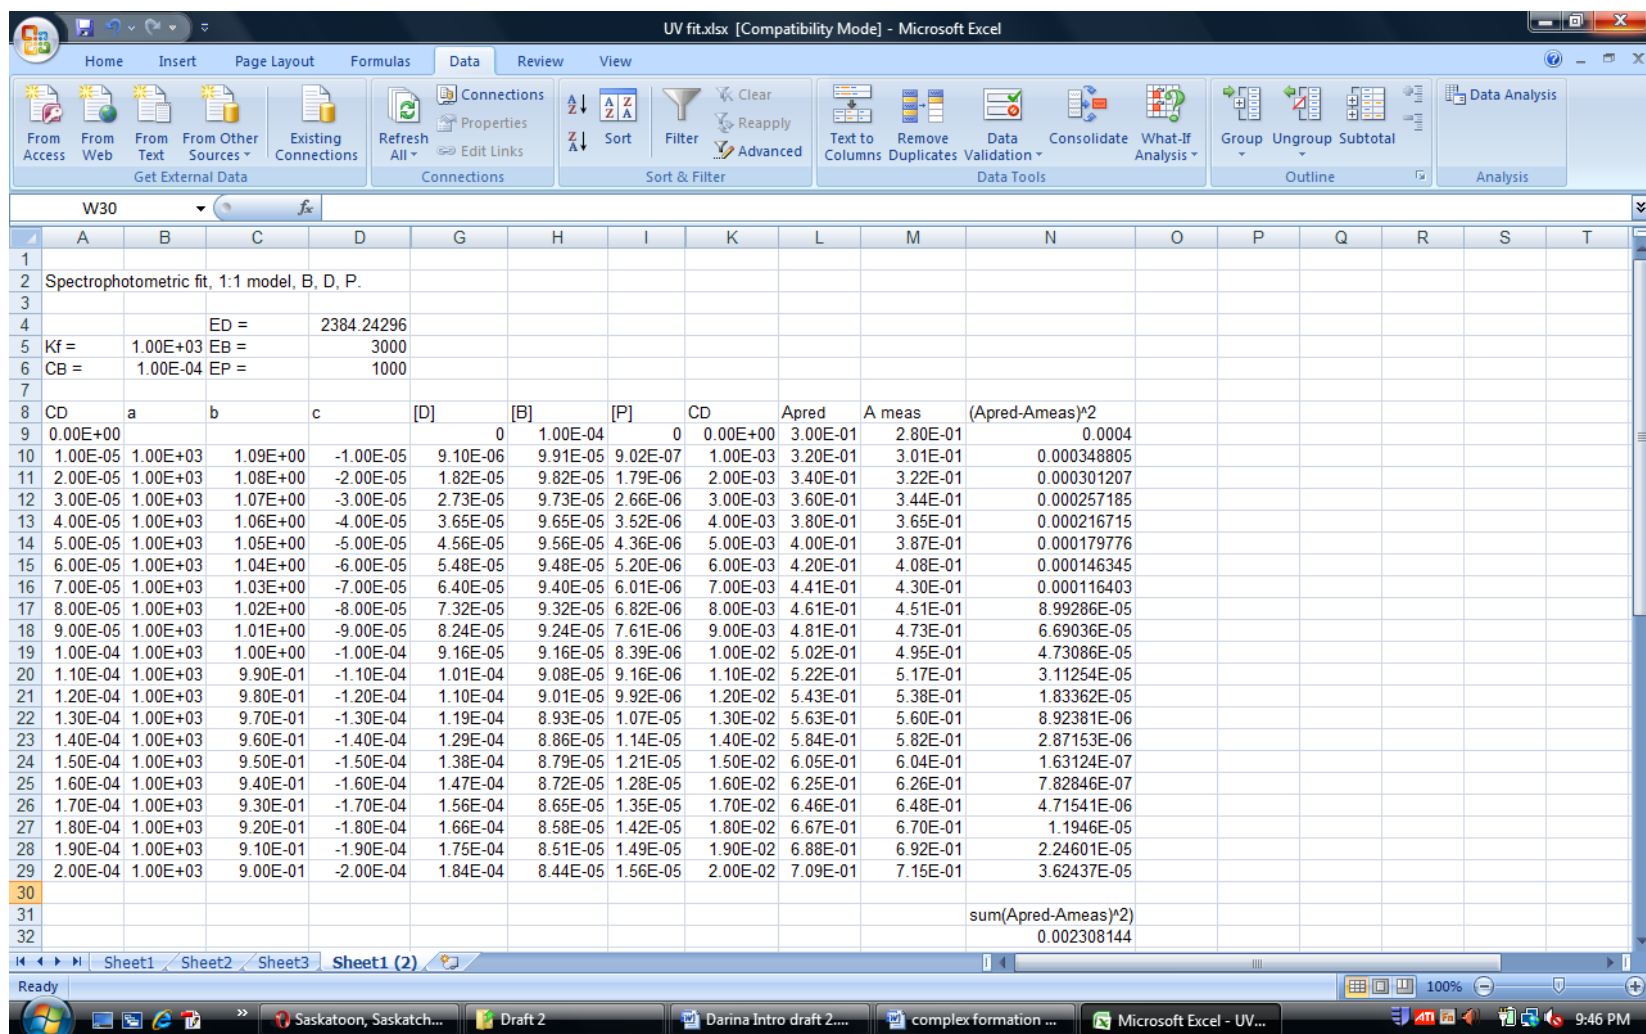 UV fit.xlsx [Compatibility Mode] - Microsoft Excel
Home Insert Page Layout Formulas Data Review View
From Access From Web From Text From Other Sources Existing Connections Refresh All Connections Properties Edit Links Sort Filter Clear Reapply Advanced Text to Columns Remove Duplicates Data Validation Consolidate What-If Analysis Group Ungroup Subtotal Data Analysis
Get External Data Connections Sort & Filter Data Tools Outline Analysis
W30 fx
A B C D G H I K L M N O P Q R S T
1
2 Spectrophotometric fit, 1:1 model, B, D, P.
3
4 ED = 2384.24296
5 Kf = 1.00E+03 EB = 3000
6 CB = 1.00E-04 EP = 1000
7
8 CD a b c [D] [B] [P] CD Apred A meas (Apred-Ameas)^2
9 0.00E+00 0 1.00E-04 0 0.00E+00 3.00E-01 2.80E-01 0.0004
10 1.00E-05 1.00E+03 1.09E+00 -1.00E-05 9.10E-06 9.91E-05 9.02E-07 1.00E-03 3.20E-01 3.01E-01 0.000348805
11 2.00E-05 1.00E+03 1.08E+00 -2.00E-05 1.82E-05 9.82E-05 1.79E-06 2.00E-03 3.40E-01 3.22E-01 0.000301207
12 3.00E-05 1.00E+03 1.07E+00 -3.00E-05 2.73E-05 9.73E-05 2.66E-06 3.00E-03 3.60E-01 3.44E-01 0.000257185
13 4.00E-05 1.00E+03 1.06E+00 -4.00E-05 3.65E-05 9.65E-05 3.52E-06 4.00E-03 3.80E-01 3.65E-01 0.000216715
14 5.00E-05 1.00E+03 1.05E+00 -5.00E-05 4.56E-05 9.56E-05 4.36E-06 5.00E-03 4.00E-01 3.87E-01 0.000179776
15 6.00E-05 1.00E+03 1.04E+00 -6.00E-05 5.48E-05 9.48E-05 5.20E-06 6.00E-03 4.20E-01 4.08E-01 0.000146345
16 7.00E-05 1.00E+03 1.03E+00 -7.00E-05 6.40E-05 9.40E-05 6.01E-06 7.00E-03 4.41E-01 4.30E-01 0.000116403
17 8.00E-05 1.00E+03 1.02E+00 -8.00E-05 7.32E-05 9.32E-05 6.82E-06 8.00E-03 4.61E-01 4.51E-01 8.99286E-05
18 9.00E-05 1.00E+03 1.01E+00 -9.00E-05 8.24E-05 9.24E-05 7.61E-06 9.00E-03 4.81E-01 4.73E-01 6.69036E-05
19 1.00E-04 1.00E+03 1.00E+00 -1.00E-04 9.16E-05 9.16E-05 8.39E-06 1.00E-02 5.02E-01 4.95E-01 4.73086E-05
20 1.10E-04 1.00E+03 9.90E-01 -1.10E-04 1.01E-04 9.08E-05 9.16E-06 1.10E-02 5.22E-01 5.17E-01 3.11254E-05
21 1.20E-04 1.00E+03 9.80E-01 -1.20E-04 1.10E-04 9.01E-05 9.92E-06 1.20E-02 5.43E-01 5.38E-01 1.83362E-05
22 1.30E-04 1.00E+03 9.70E-01 -1.30E-04 1.19E-04 8.93E-05 1.07E-05 1.30E-02 5.63E-01 5.60E-01 8.92381E-06
23 1.40E-04 1.00E+03 9.60E-01 -1.40E-04 1.29E-04 8.86E-05 1.14E-05 1.40E-02 5.84E-01 5.82E-01 2.87153E-06
24 1.50E-04 1.00E+03 9.50E-01 -1.50E-04 1.38E-04 8.79E-05 1.21E-05 1.50E-02 6.05E-01 6.04E-01 1.63124E-07
25 1.60E-04 1.00E+03 9.40E-01 -1.60E-04 1.47E-04 8.72E-05 1.28E-05 1.60E-02 6.25E-01 6.26E-01 7.82846E-07
26 1.70E-04 1.00E+03 9.30E-01 -1.70E-04 1.56E-04 8.65E-05 1.35E-05 1.70E-02 6.46E-01 6.48E-01 4.71541E-06
27 1.80E-04 1.00E+03 9.20E-01 -1.80E-04 1.66E-04 8.58E-05 1.42E-05 1.80E-02 6.67E-01 6.70E-01 1.1946E-05
28 1.90E-04 1.00E+03 9.10E-01 -1.90E-04 1.75E-04 8.51E-05 1.49E-05 1.90E-02 6.88E-01 6.92E-01 2.24601E-05
29 2.00E-04 1.00E+03 9.00E-01 -2.00E-04 1.84E-04 8.44E-05 1.56E-05 2.00E-02 7.09E-01 7.15E-01 3.62437E-05
30
31 sum(Apred-Ameas)^2)
32 0.002308144
Sheet1 Sheet2 Sheet3 Sheet1 (2)
Ready 100%
Saskatoon, Saskatch... Draft 2 Darina Intro draft 2.... complex formation ... Microsoft Excel - UV... ATI 9:46 PM